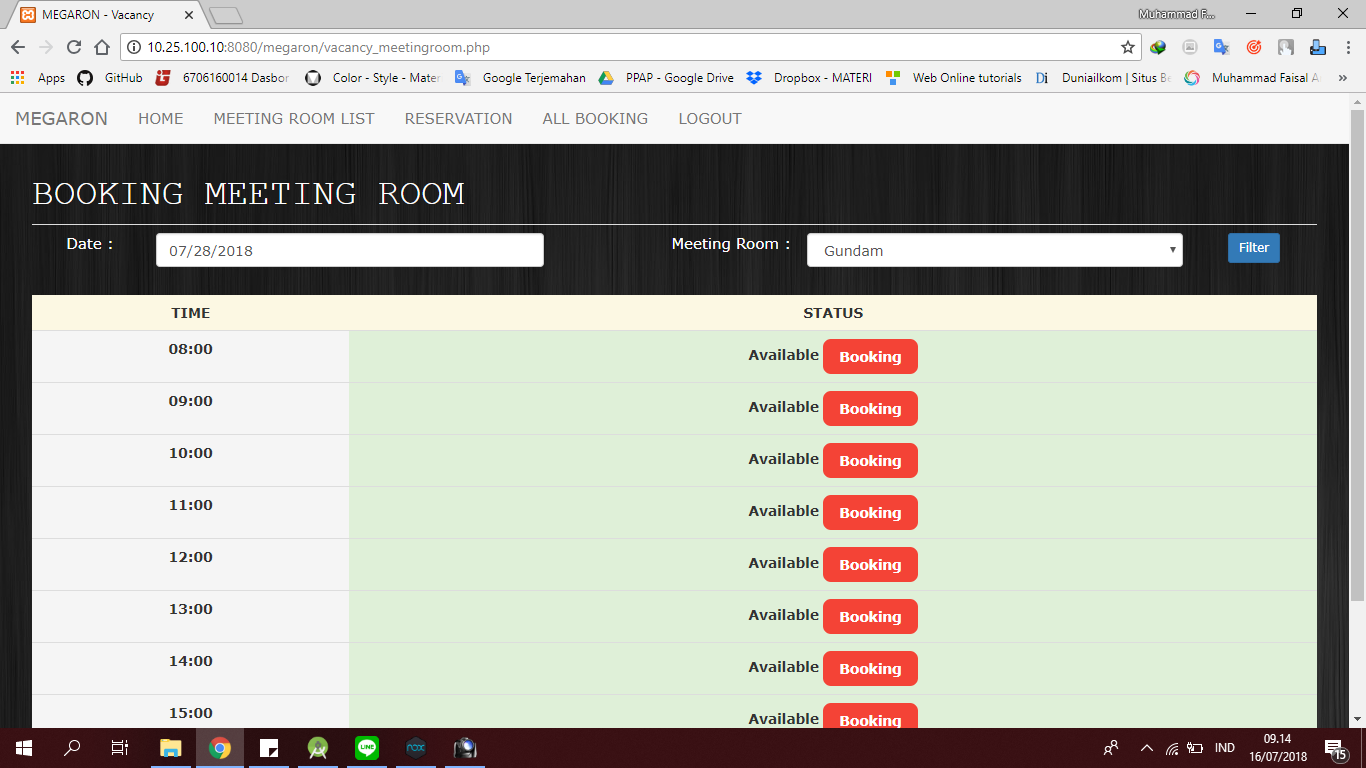 MEGARON - Vacancy
Muhammad F...
10.25.100.10:8080/megaron/vacancy_meetingroom.php
Apps GitHub 6706160014 Dasbor Color - Style - Mater Google Terjemahan PPAP - Google Drive Dropbox - MATERI Web Online tutorials Duniailkom | Situs Be Muhammad Faisal A »
MEGARON HOME MEETING ROOM LIST RESERVATION ALL BOOKING LOGOUT
BOOKING MEETING ROOM
Date : 07/28/2018 Meeting Room : Gundam Filter
TIME STATUS
08:00 Available Booking
09:00 Available Booking
10:00 Available Booking
11:00 Available Booking
12:00 Available Booking
13:00 Available Booking
14:00 Available Booking
15:00 Available Booking
IND 09.14
16/07/2018 15